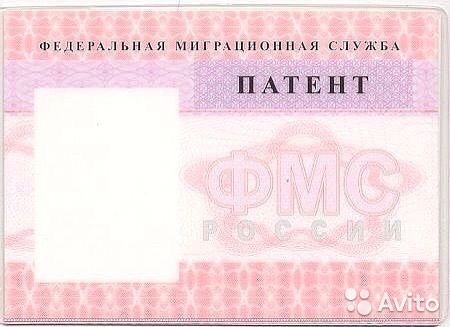 ФЕДЕРАЛЬНАЯ МИГРАЦИОННАЯ СЛУЖБА
ПАТЕНТ
ФМС
РОССИИ
Avito